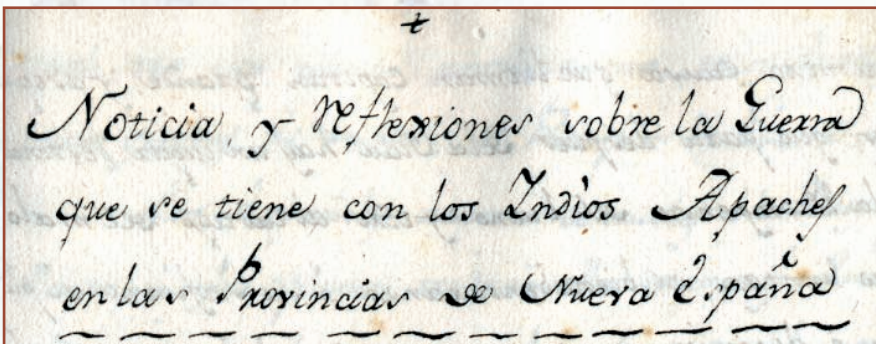 +
Noticia, y reflexiones sobre la Guerra
que se tiene con los Indios Apaches
en las Provincias de Nueva España